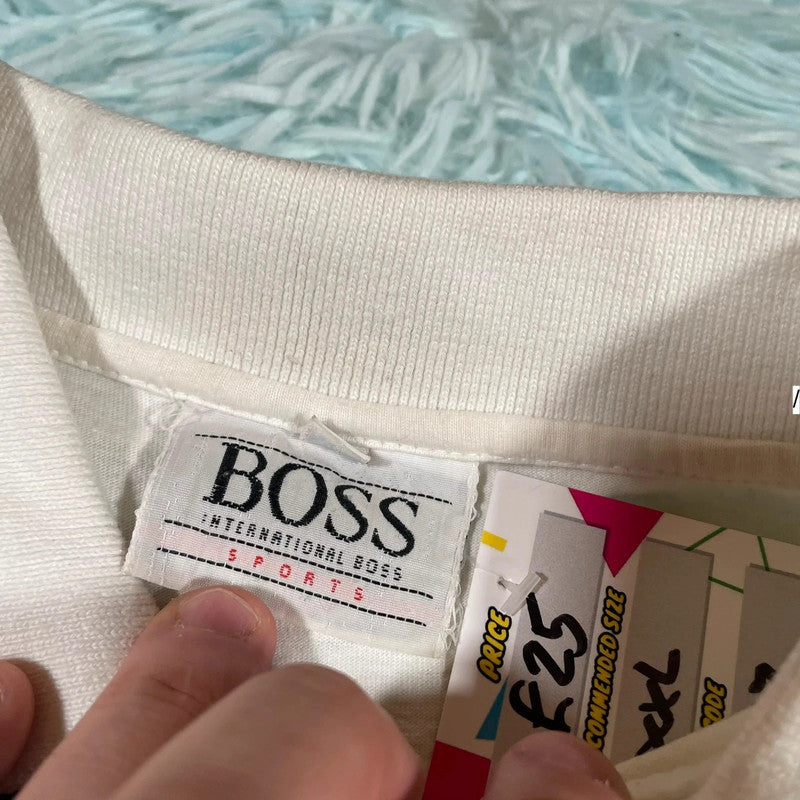 BOSS
INTERNATIONAL BOSS
SPORTS
PRICE
£25
COMMENDED SIZE
XXL
ODE
/